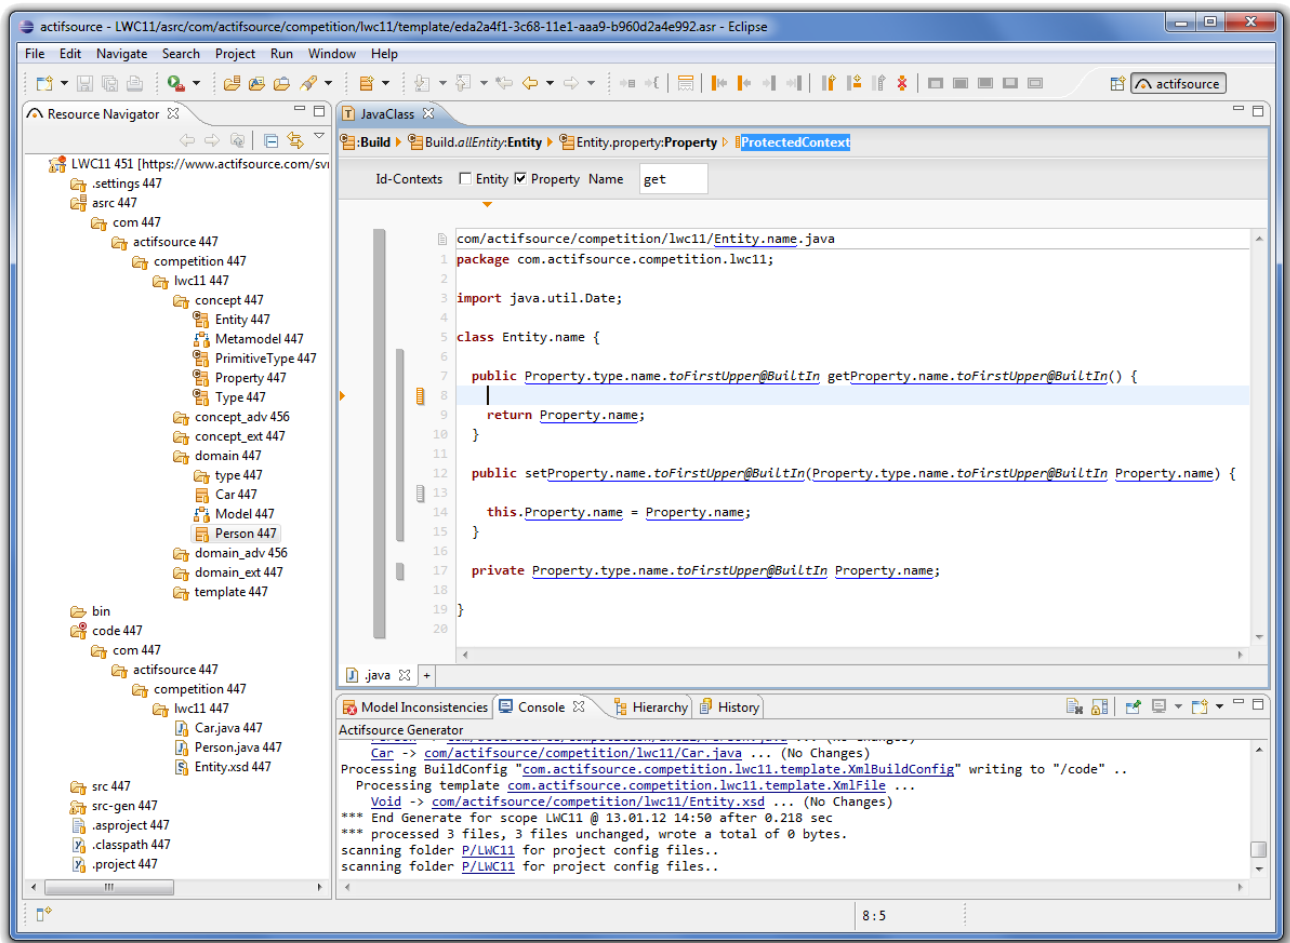 actifsource - LWC11/asrc/com/actifsource/competition/lwc11/template/eda2a4f1-3c68-11e1-aaa9-b960d2a4e992.asr - Eclipse
File Edit Navigate Search Project Run Window Help
actifsource
Resource Navigator
LWC11 451 [https://www.actifsource.com/svn
.settings 447
asrc 447
com 447
actifsource 447
competition 447
lwc11 447
concept 447
Entity 447
Metamodel 447
PrimitiveType 447
Property 447
Type 447
concept_adv 456
concept_ext 447
domain 447
type 447
Car 447
Model 447
Person 447
domain_adv 456
domain_ext 447
template 447
bin
code 447
com 447
actifsource 447
competition 447
lwc11 447
Car.java 447
Person.java 447
Entity.xsd 447
src 447
src-gen 447
.asproject 447
.classpath 447
.project 447
JavaClass
:Build Build.allEntity:Entity Entity.property:Property ProtectedContext
Id-Contexts Entity Property Name get
com/actifsource/competition/lwc11/Entity.name.java
1 package com.actifsource.competition.lwc11;
2
3 import java.util.Date;
4
5 class Entity.name {
6
7 public Property.type.name.toFirstUpper@BuiltIn getProperty.name.toFirstUpper@BuiltIn() {
8
9 return Property.name;
10 }
11
12 public setProperty.name.toFirstUpper@BuiltIn(Property.type.name.toFirstUpper@BuiltIn Property.name) {
13
14 this.Property.name = Property.name;
15 }
16
17 private Property.type.name.toFirstUpper@BuiltIn Property.name;
18
19 }
20
.java +
Model Inconsistencies Console Hierarchy History
Actifsource Generator
Car -> com/actifsource/competition/lwc11/Car.java ... (No Changes)
Processing BuildConfig "com.actifsource.competition.lwc11.template.XmlBuildConfig" writing to "/code" ..
Processing template com.actifsource.competition.lwc11.template.XmlFile ...
Void -> com/actifsource/competition/lwc11/Entity.xsd ... (No Changes)
*** End Generate for scope LWC11 @ 13.01.12 14:50 after 0.218 sec
*** processed 3 files, 3 files unchanged, wrote a total of 0 bytes.
scanning folder P/LWC11 for project config files..
scanning folder P/LWC11 for project config files..
8:5